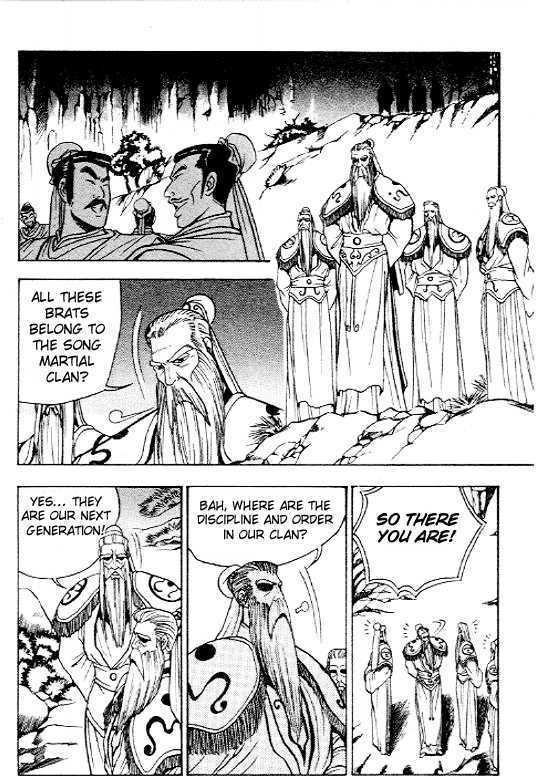 ALL THESE
BRATS
BELONG TO
THE SONG
MARTIAL
CLAN?
YES... THEY
ARE OUR NEXT
GENERATION!
BAH, WHERE ARE THE
DISCIPLINE AND ORDER
IN OUR CLAN?
SO THERE
YOU ARE!